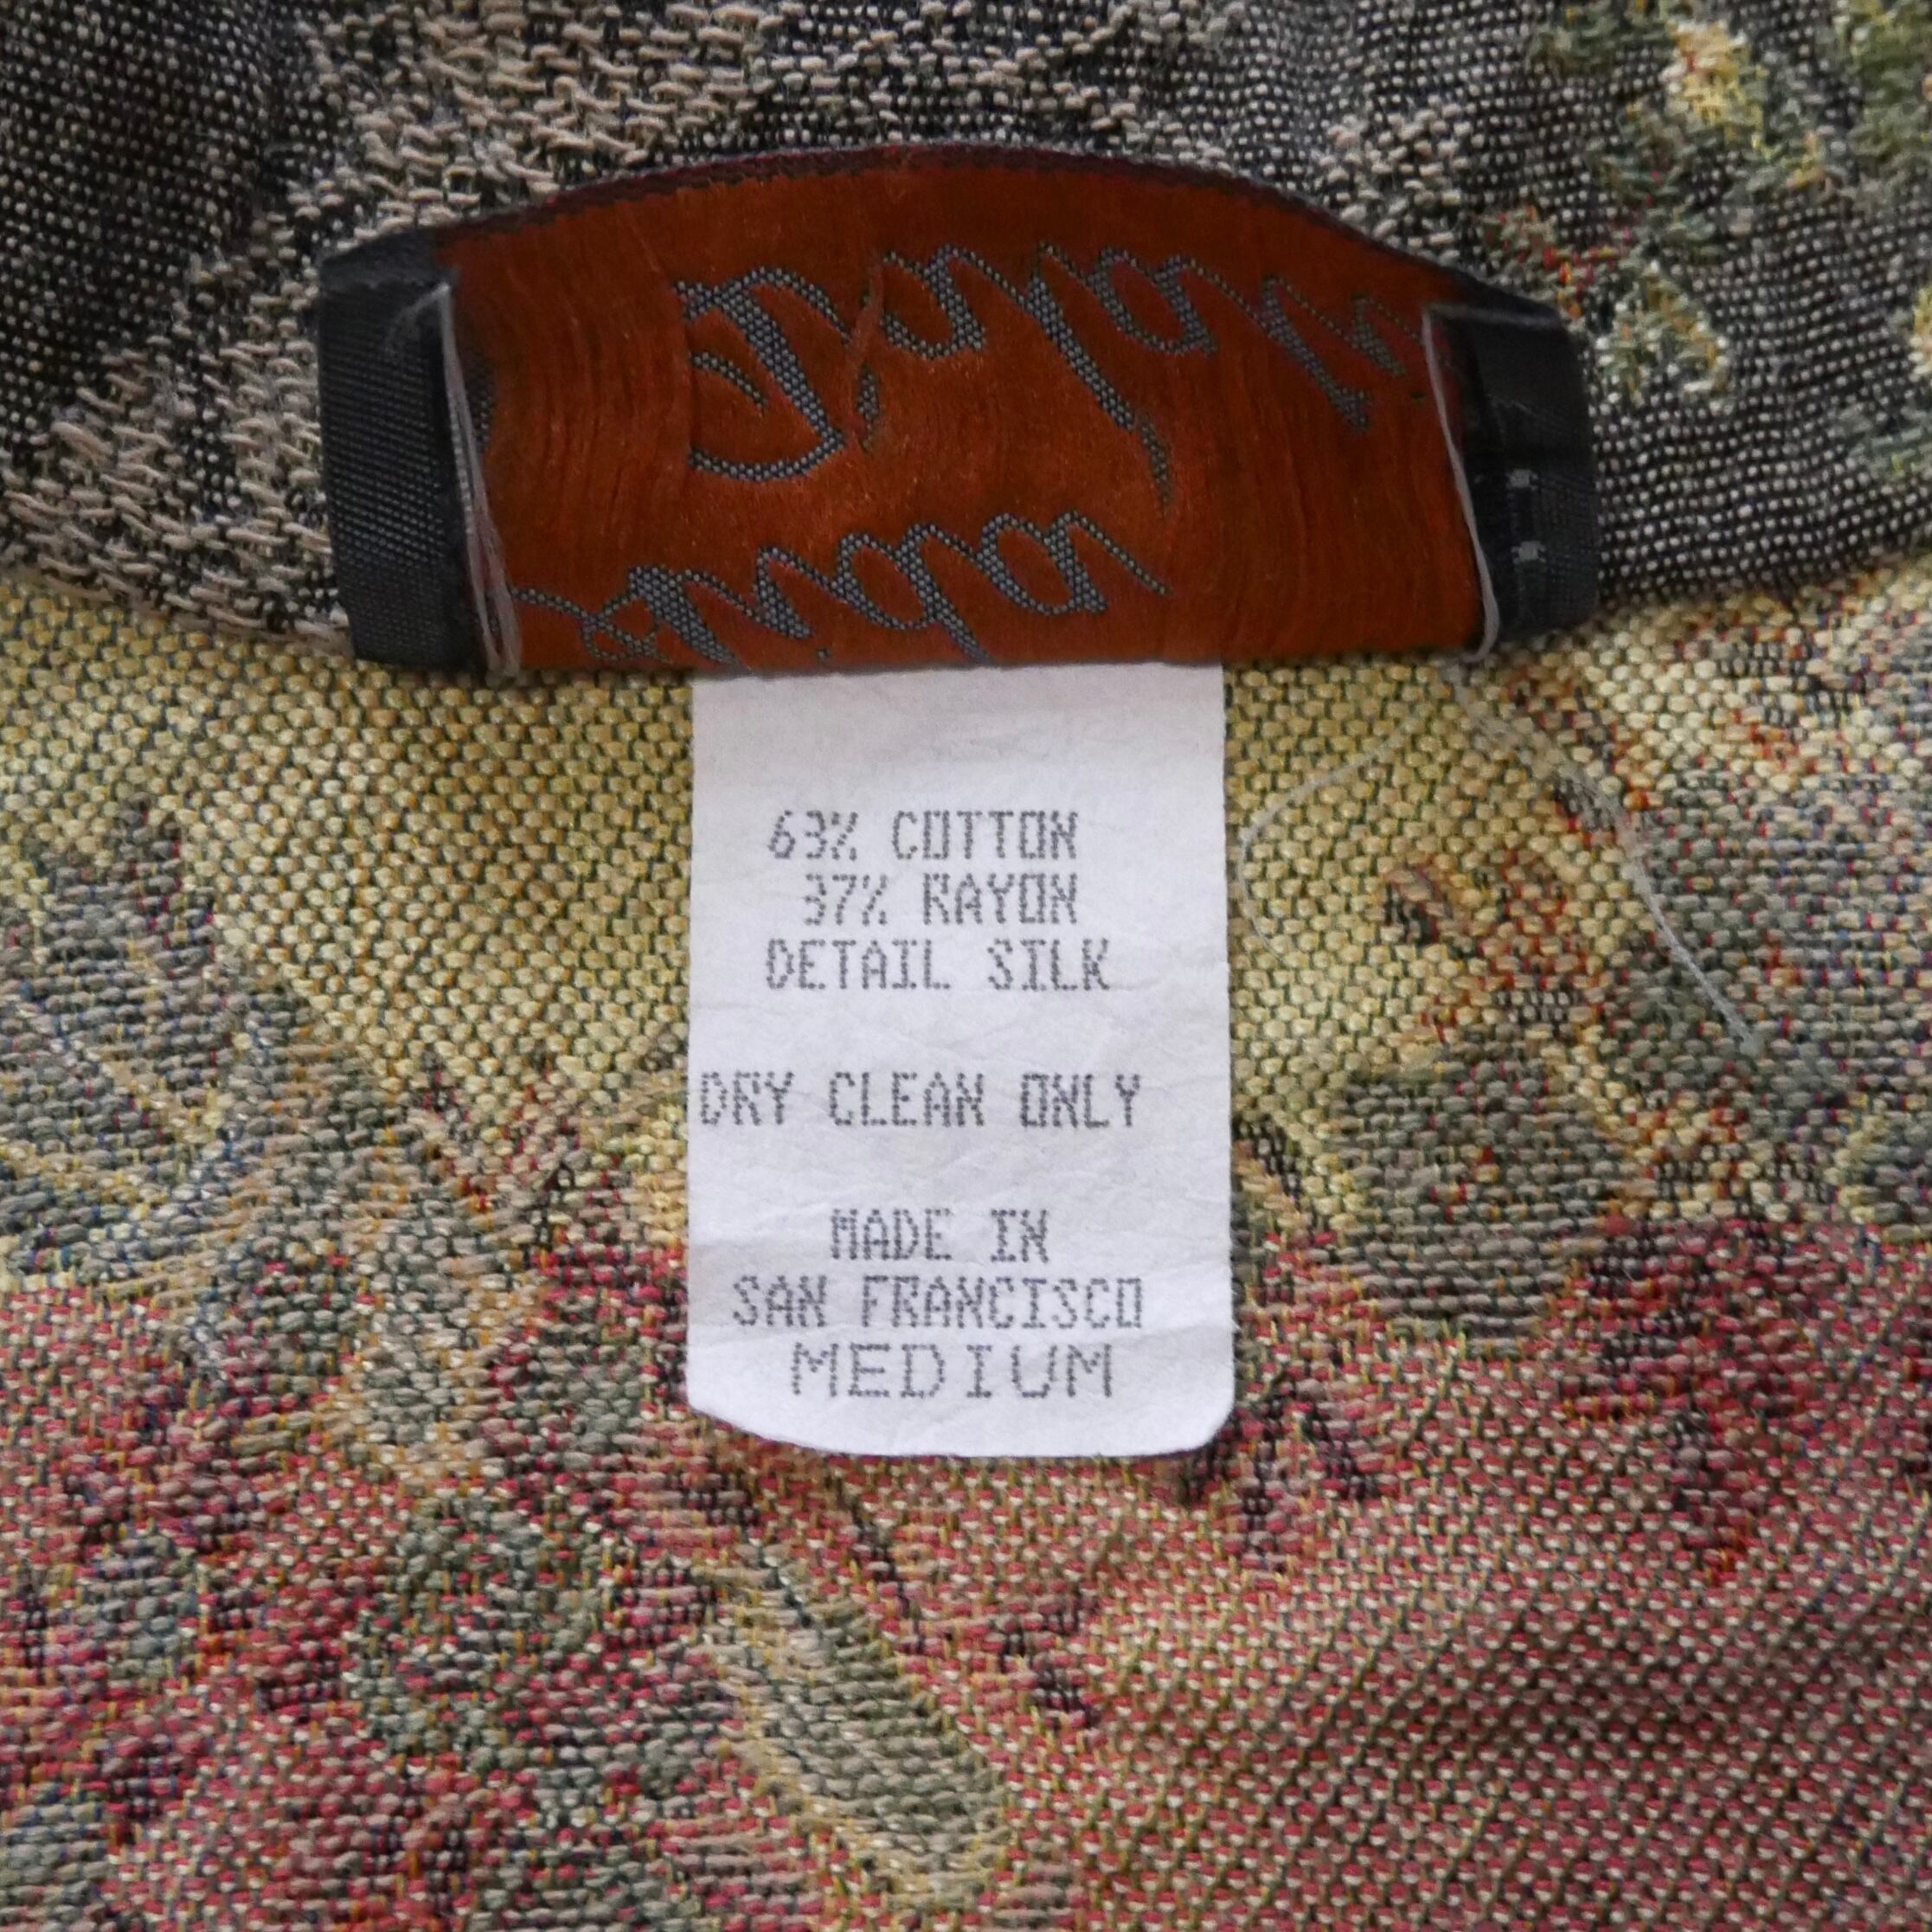 63% COTTON
37% RAYON
DETAIL SILK
DRY CLEAN ONLY
MADE IN
SAN FRANCISCO
MEDIUM